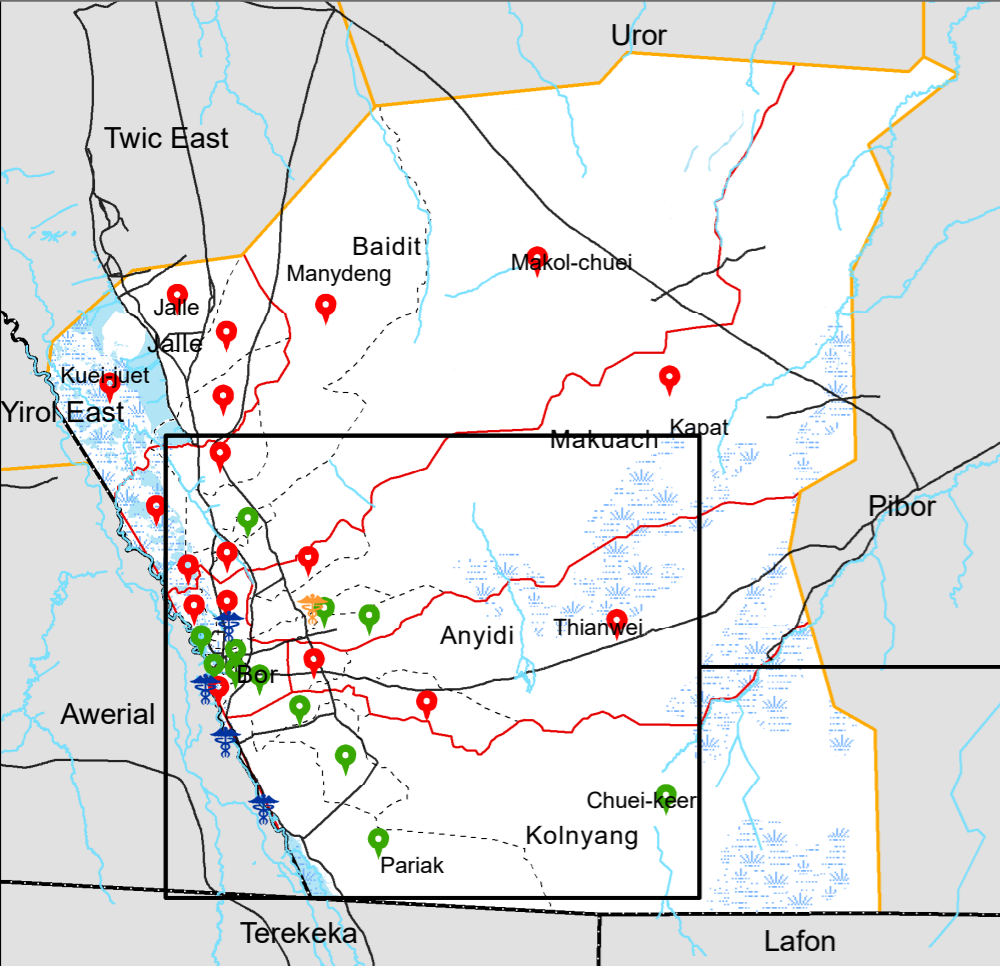 Uror
Twic East
Baidit
Makol-chuei
Manydeng
Jalle
Jalle
Kuei-juet
Yirol East
Kapat
Makuach
Pibor
Thianwei
Anyidi
Bor
Awerial
Chuei-keer
Kolnyang
Pariak
Terekeka
Lafon